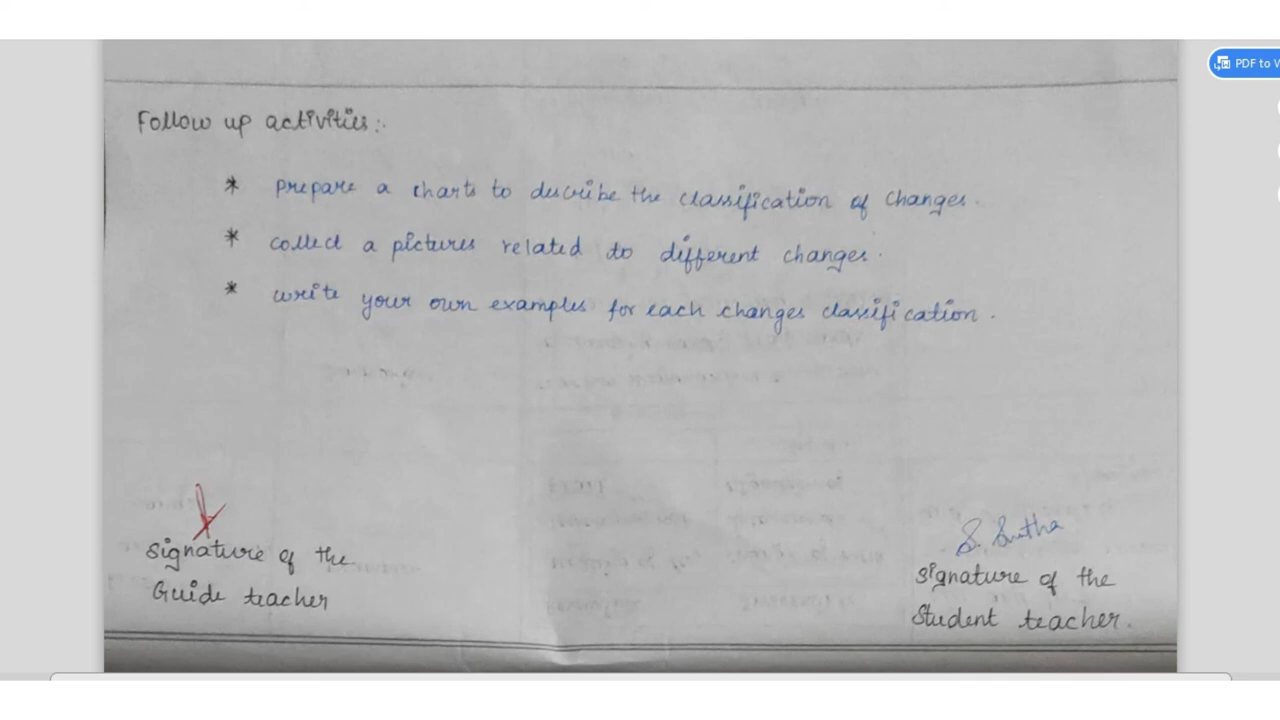 PDF to
Follow up activities:-
* prepare a charts to describe the classification of changes.
* collect a pictures related to different changes.
* write your own examples for each changes classification.
S.
signature of the
Guide teacher
signature of the
Student teacher.